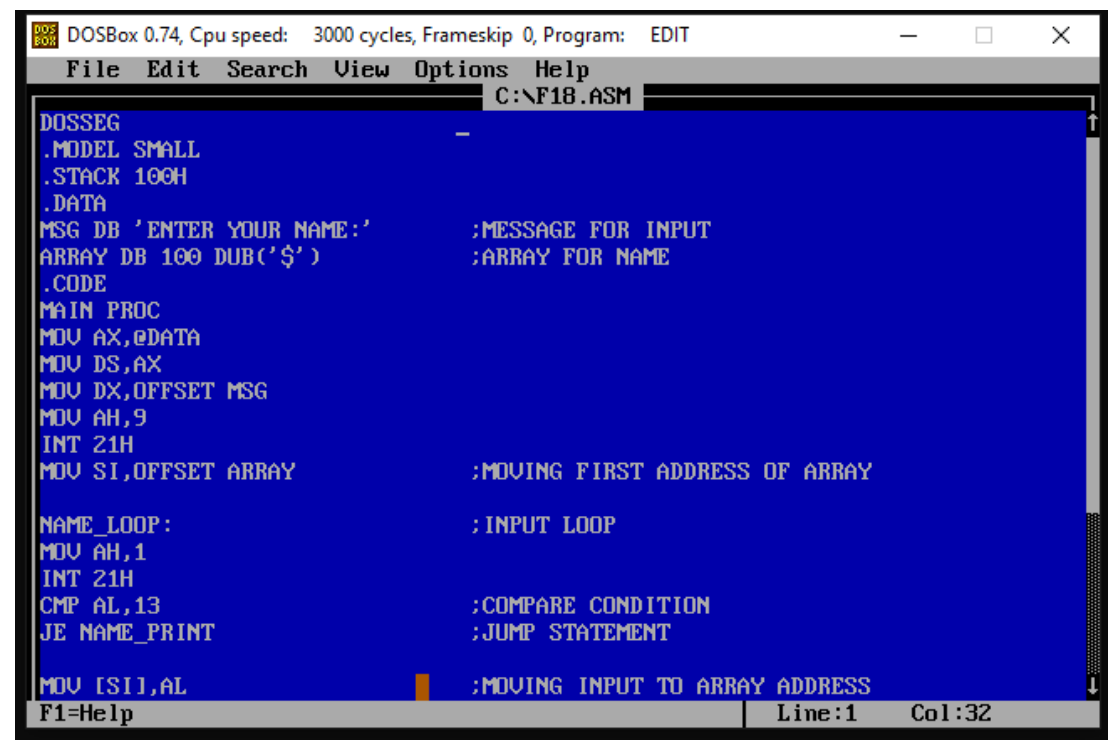 DOSBox 0.74, Cpu speed: 3000 cycles, Frameskip 0, Program: EDIT
File Edit Search View Options Help
C:\F18.ASM
DOSSEG
.MODEL SMALL
.STACK 100H
.DATA
MSG DB 'ENTER YOUR NAME:' ;MESSAGE FOR INPUT
ARRAY DB 100 DUB('$') ;ARRAY FOR NAME
.CODE
MAIN PROC
MOV AX,@DATA
MOV DS,AX
MOV DX,OFFSET MSG
MOV AH,9
INT 21H
MOV SI,OFFSET ARRAY ;MOVING FIRST ADDRESS OF ARRAY
NAME_LOOP: ;INPUT LOOP
MOV AH,1
INT 21H
CMP AL,13 ;COMPARE CONDITION
JE NAME_PRINT ;JUMP STATEMENT
MOV [SI],AL ;MOVING INPUT TO ARRAY ADDRESS
F1=Help Line:1 Col:32